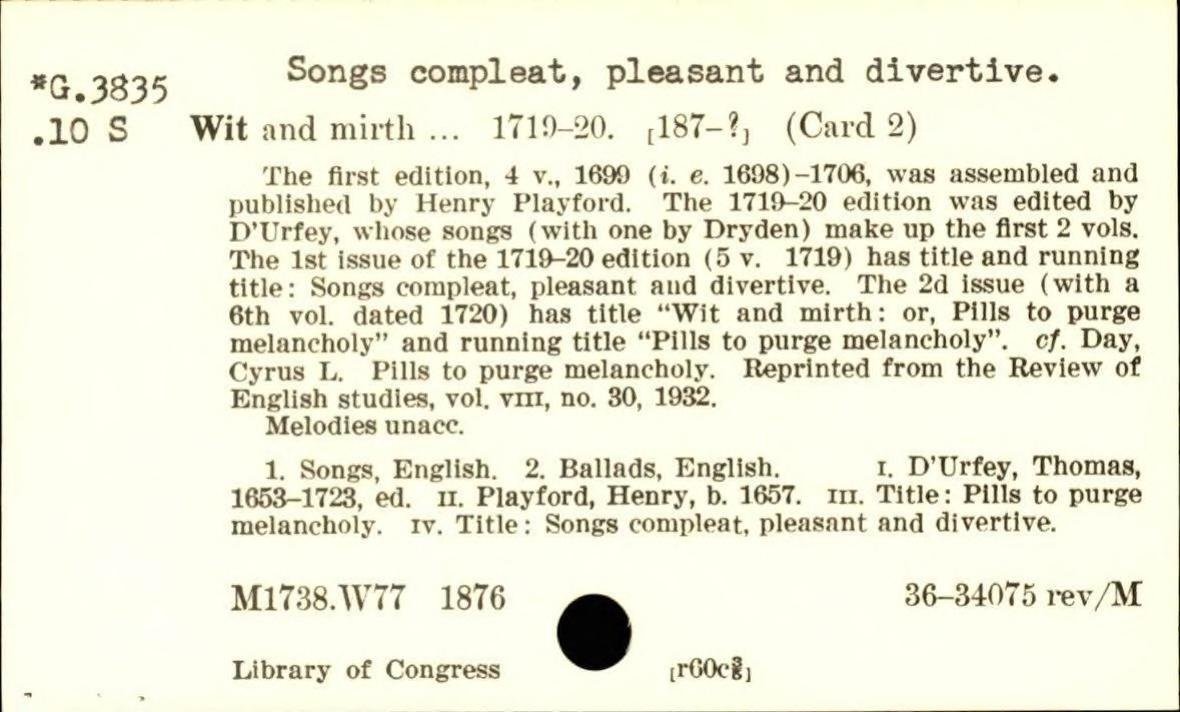 Songs compleat, pleasant and divertive.
*G.3835
.10 S
Wit and mirth ... 1719–20. [187–?] (Card 2)
The first edition, 4 v., 1699 (i. e. 1698)–1706, was assembled and
published by Henry Playford. The 1719–20 edition was edited by
D'Urfey, whose songs (with one by Dryden) make up the first 2 vols.
The 1st issue of the 1719–20 edition (5 v. 1719) has title and running
title: Songs compleat, pleasant and divertive. The 2d issue (with a
6th vol. dated 1720) has title "Wit and mirth: or, Pills to purge
melancholy" and running title "Pills to purge melancholy". cf. Day,
Cyrus L. Pills to purge melancholy. Reprinted from the Review of
English studies, vol. VIII, no. 30, 1932.
Melodies unacc.
1. Songs, English. 2. Ballads, English. I. D'Urfey, Thomas,
1653–1723, ed. II. Playford, Henry, b. 1657. III. Title: Pills to purge
melancholy. IV. Title: Songs compleat, pleasant and divertive.
M1738.W77 1876 36–34075 rev/M
Library of Congress [r60c⅜]